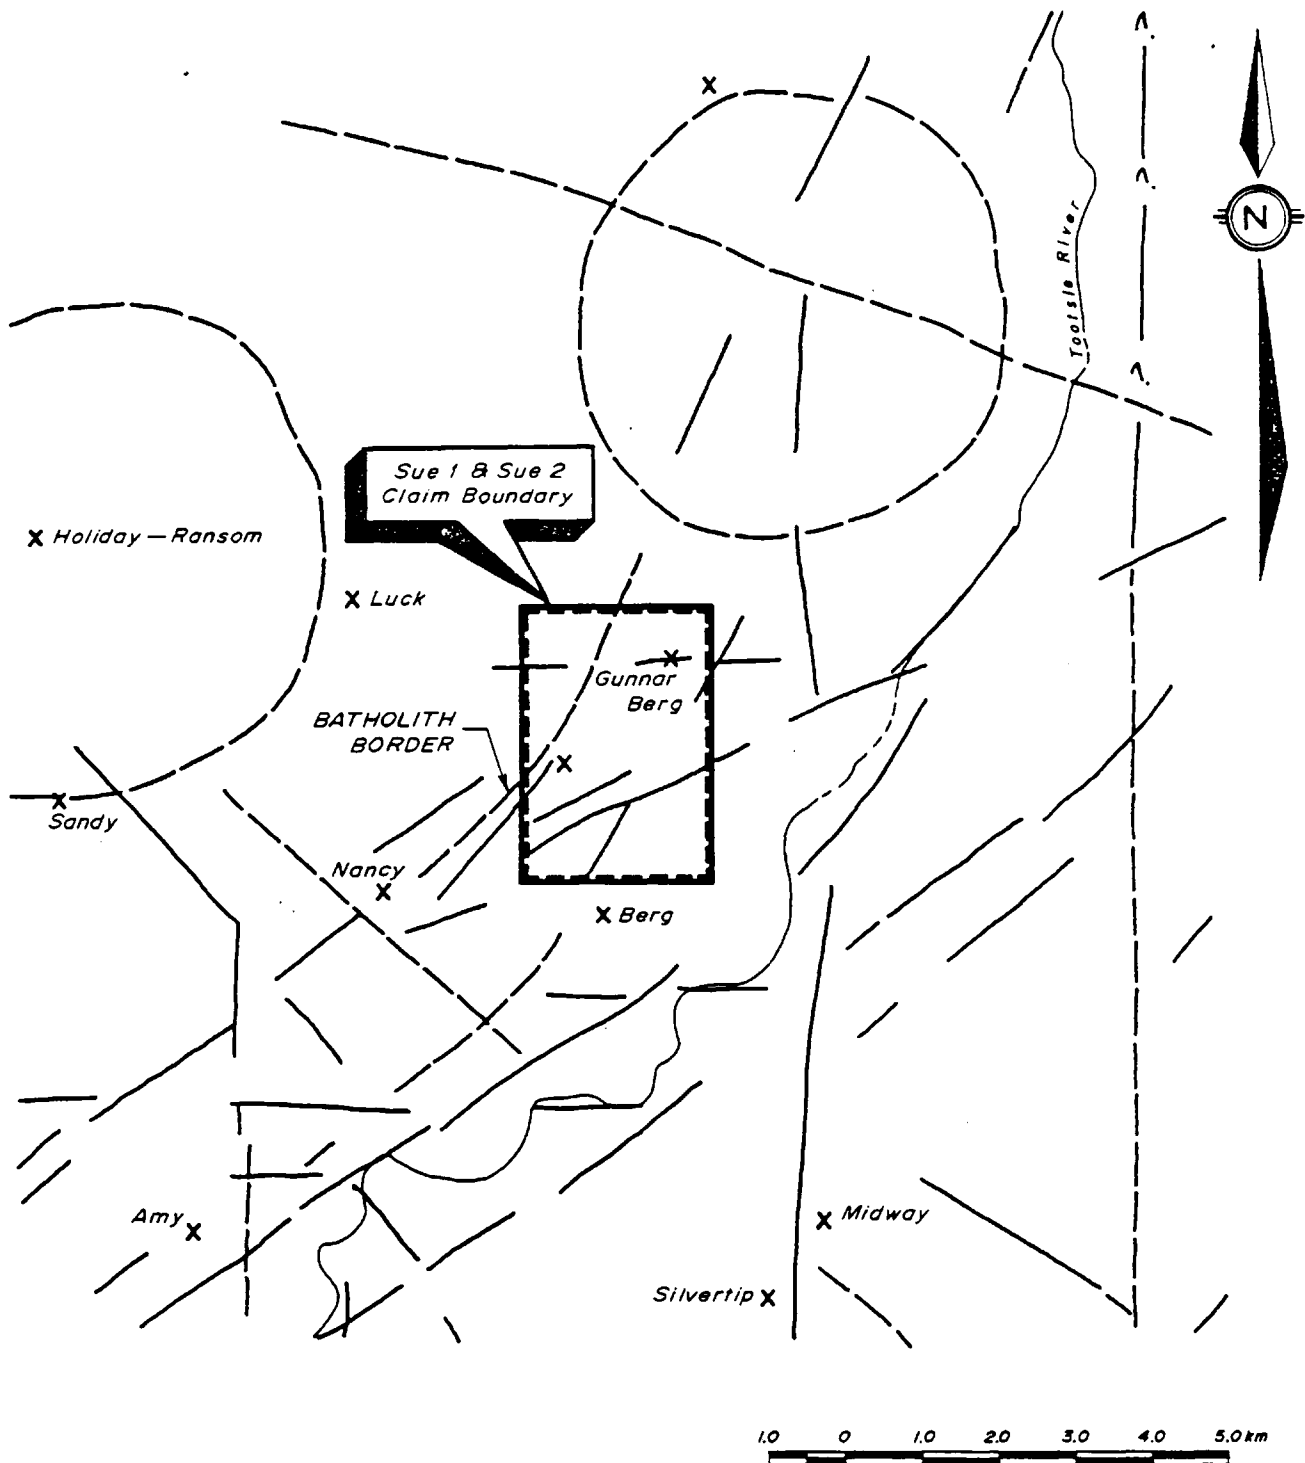 N
Tootsie River
Sue 1 & Sue 2
Claim Boundary
X Holiday — Ransom
X Luck
X
Gunnar
Berg
BATHOLITH
BORDER
X
X
Sandy
Nancy
X
X Berg
Amy X
X Midway
Silvertip X
1.0 0 1.0 2.0 3.0 4.0 5.0 km